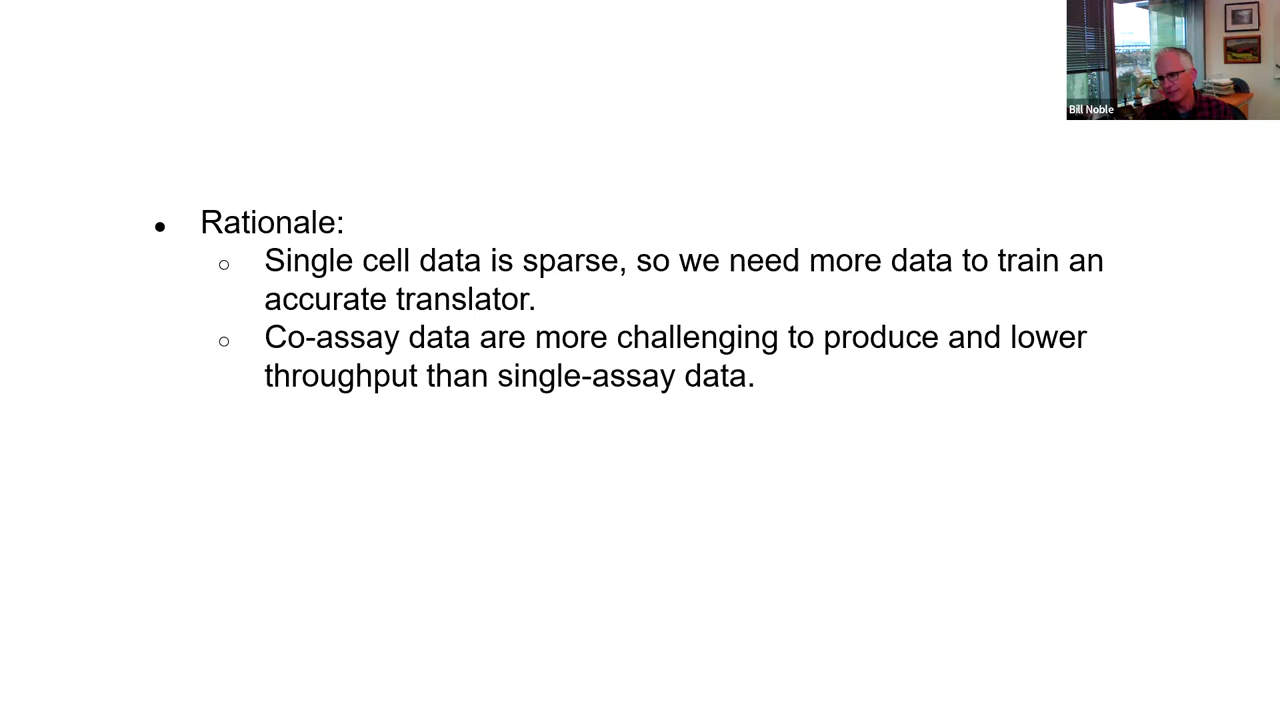 Bill Noble
● Rationale:
○ Single cell data is sparse, so we need more data to train an
accurate translator.
○ Co-assay data are more challenging to produce and lower
throughput than single-assay data.